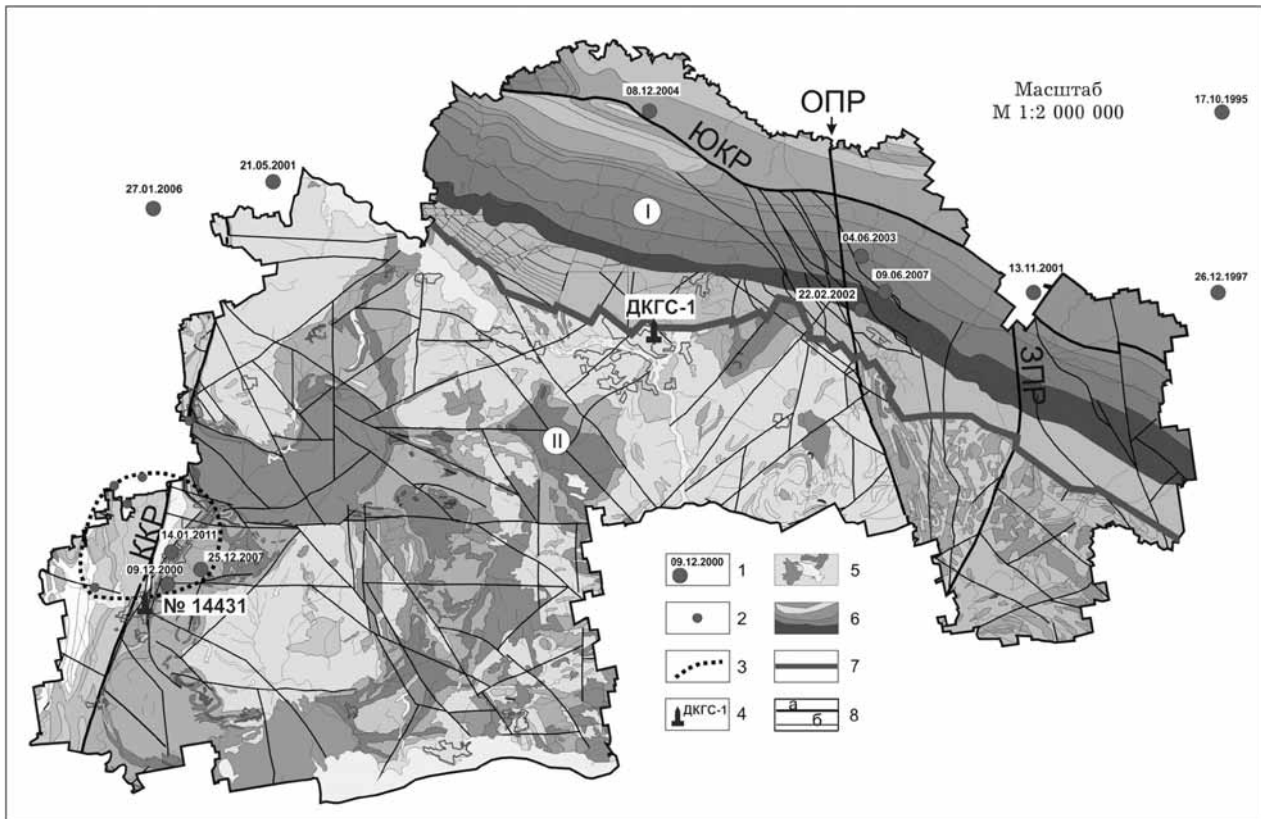 Масштаб
М 1:2 000 000
17.10.1995
08.12.2004
ОПР
ЮКР
21.05.2001
27.01.2006
I
04.06.2003
09.06.2007
13.11.2001
26.12.1997
22.02.2002
ДКГС-1
ЗПР
II
ККР
14.01.2011
25.12.2007
09.12.2000
№ 14431
09.12.2000
1
2
3
ДКГС-1
4
5
6
7
а
б
8